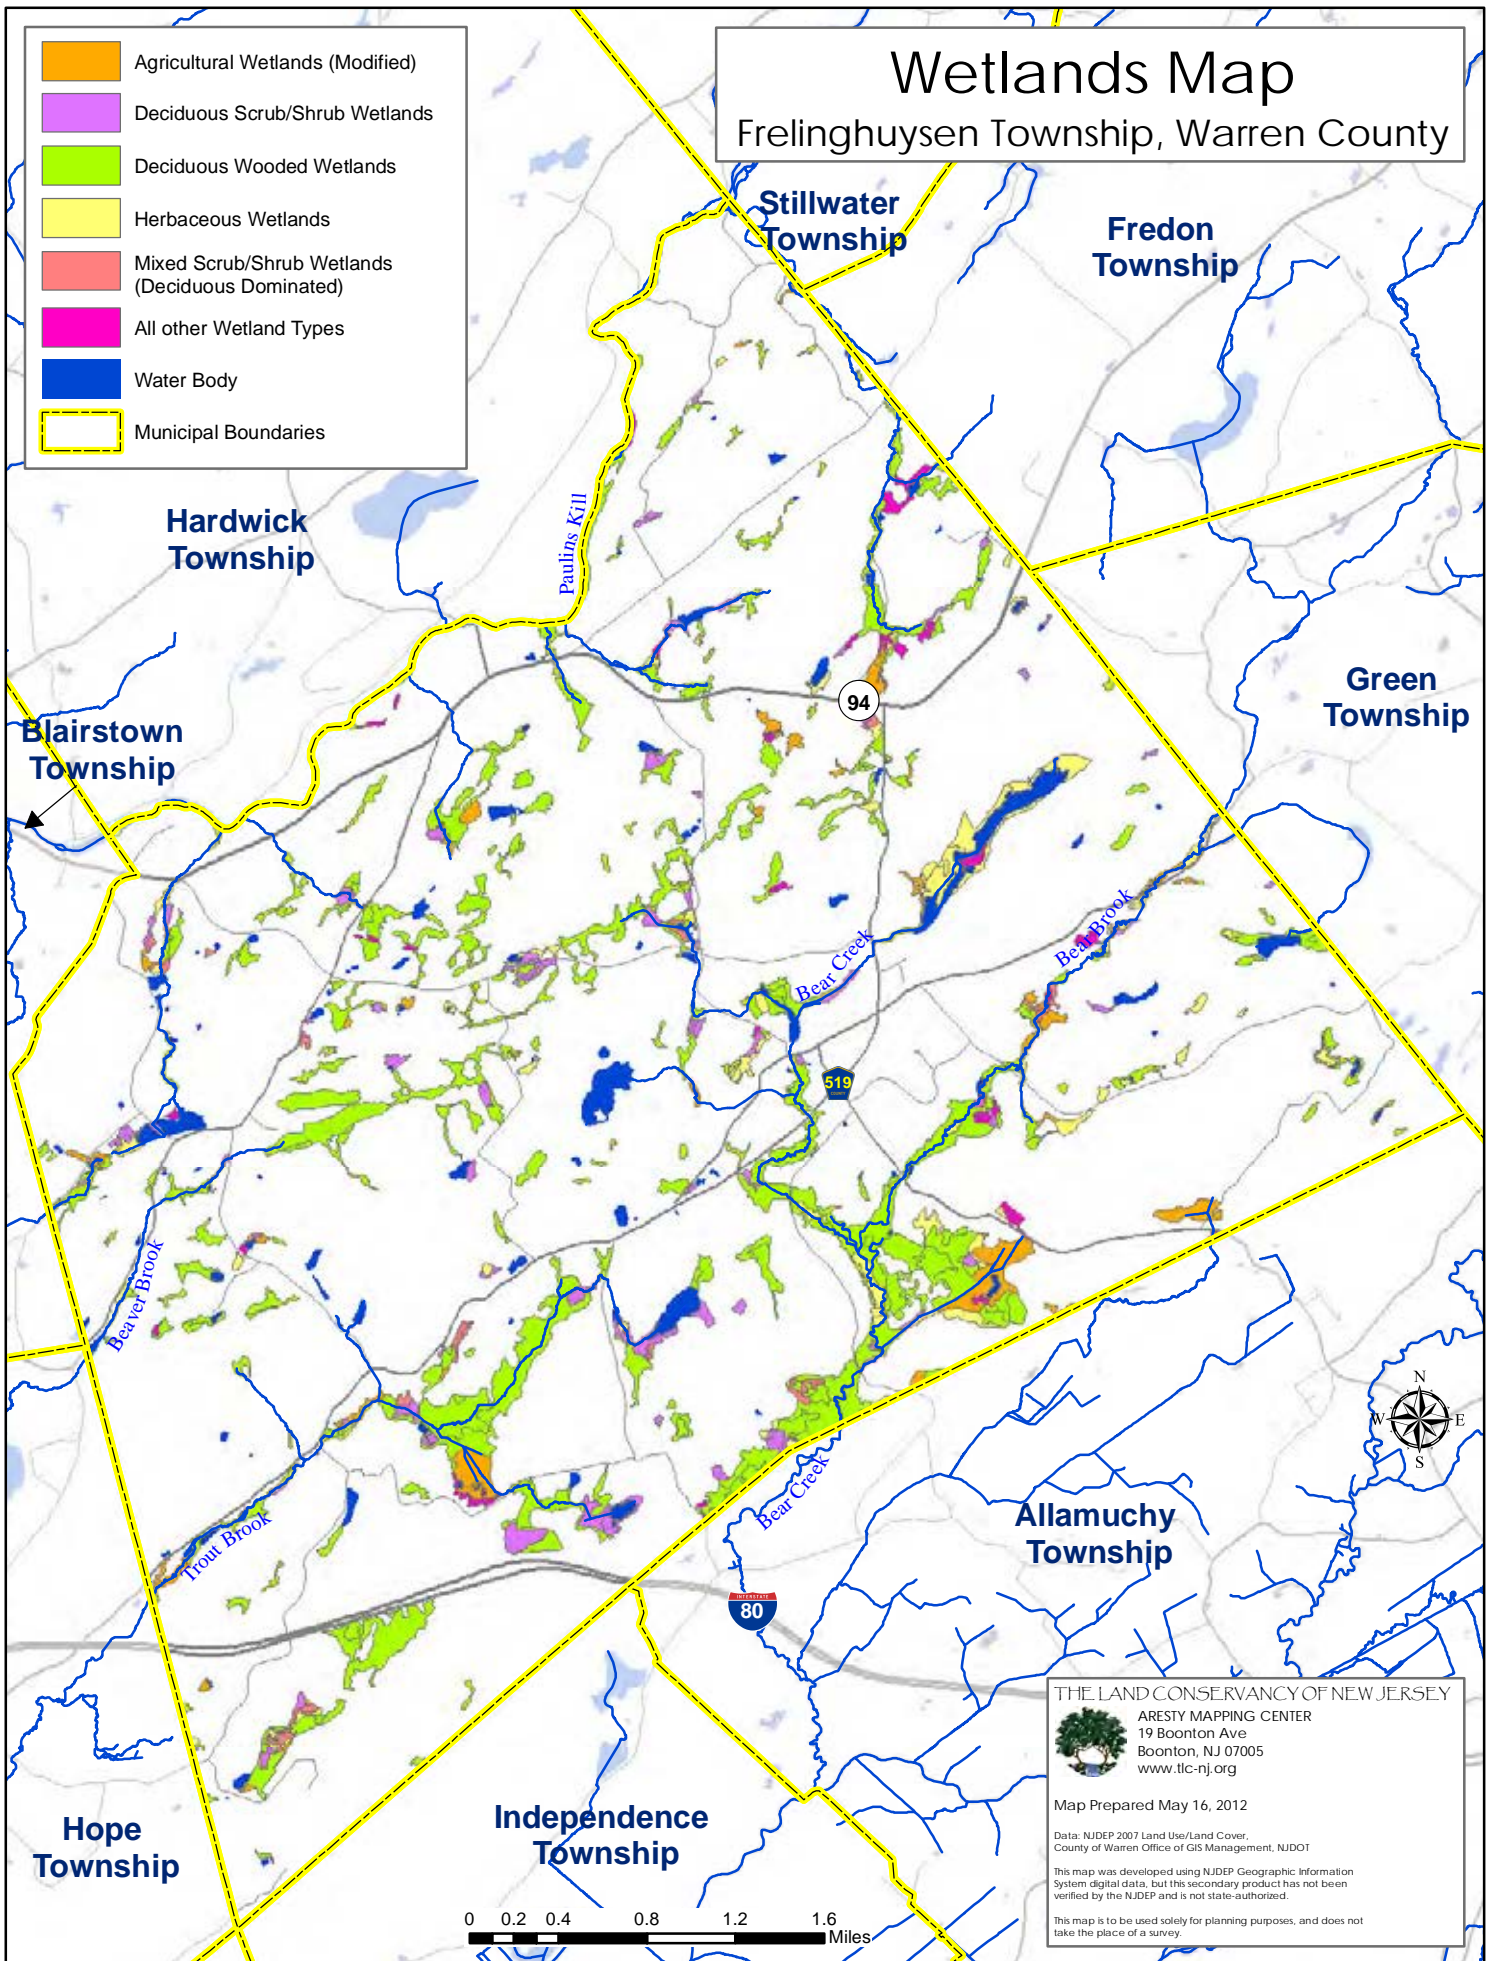 Wetlands Map
Frelinghuysen Township, Warren County
Agricultural Wetlands (Modified)
Deciduous Scrub/Shrub Wetlands
Deciduous Wooded Wetlands
Herbaceous Wetlands
Mixed Scrub/Shrub Wetlands
(Deciduous Dominated)
All other Wetland Types
Water Body
Municipal Boundaries
Stillwater
Township
Fredon
Township
Hardwick
Township
Paulins Kill
Green
Township
94
Blairstown
Township
Bear Brook
Bear Creek
519
COUNTY
Beaver Brook
N
W
E
S
Bear Creek
Trout Brook
Allamuchy
Township
INTERSTATE
80
Hope
Township
Independence
Township
0 0.2 0.4 0.8 1.2 1.6
Miles
THE LAND CONSERVANCY OF NEW JERSEY
ARESTY MAPPING CENTER
19 Boonton Ave
Boonton, NJ 07005
www.tlc-nj.org
Map Prepared May 16, 2012
Data: NJDEP 2007 Land Use/Land Cover,
County of Warren Office of GIS Management, NJDOT
This map was developed using NJDEP Geographic Information
System digital data, but this secondary product has not been
verified by the NJDEP and is not state-authorized.
This map is to be used solely for planning purposes, and does not
take the place of a survey.